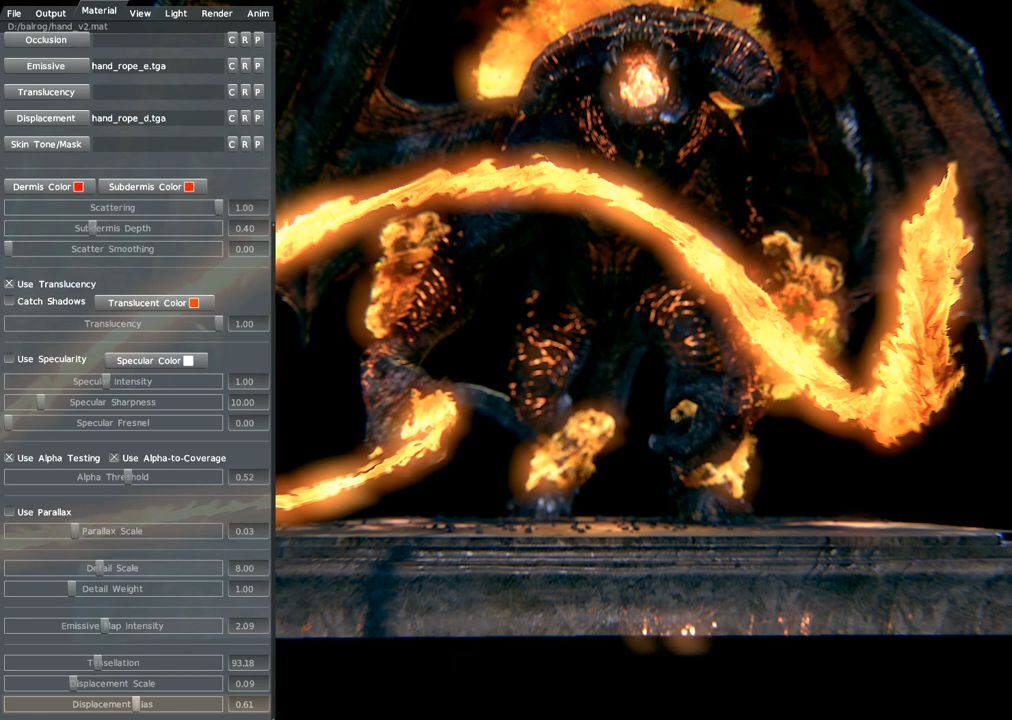 File Output Material View Light Render Anim
D:/balrog/hand_v2.mat
Occlusion C R P
Emissive hand_rope_e.tga C R P
Translucency C R P
Displacement hand_rope_d.tga C R P
Skin Tone/Mask C R P
Dermis Color Subdermis Color
Scattering 1.00
Subdermis Depth 0.40
Scatter Smoothing 0.00
Use Translucency
Catch Shadows Translucent Color
Translucency 1.00
Use Specularity Specular Color
Specular Intensity 1.00
Specular Sharpness 10.00
Specular Fresnel 0.00
Use Alpha Testing Use Alpha-to-Coverage
Alpha Threshold 0.52
Use Parallax
Parallax Scale 0.03
Detail Scale 8.00
Detail Weight 1.00
Emissive Map Intensity 2.09
Tessellation 93.18
Displacement Scale 0.09
Displacement Bias 0.61